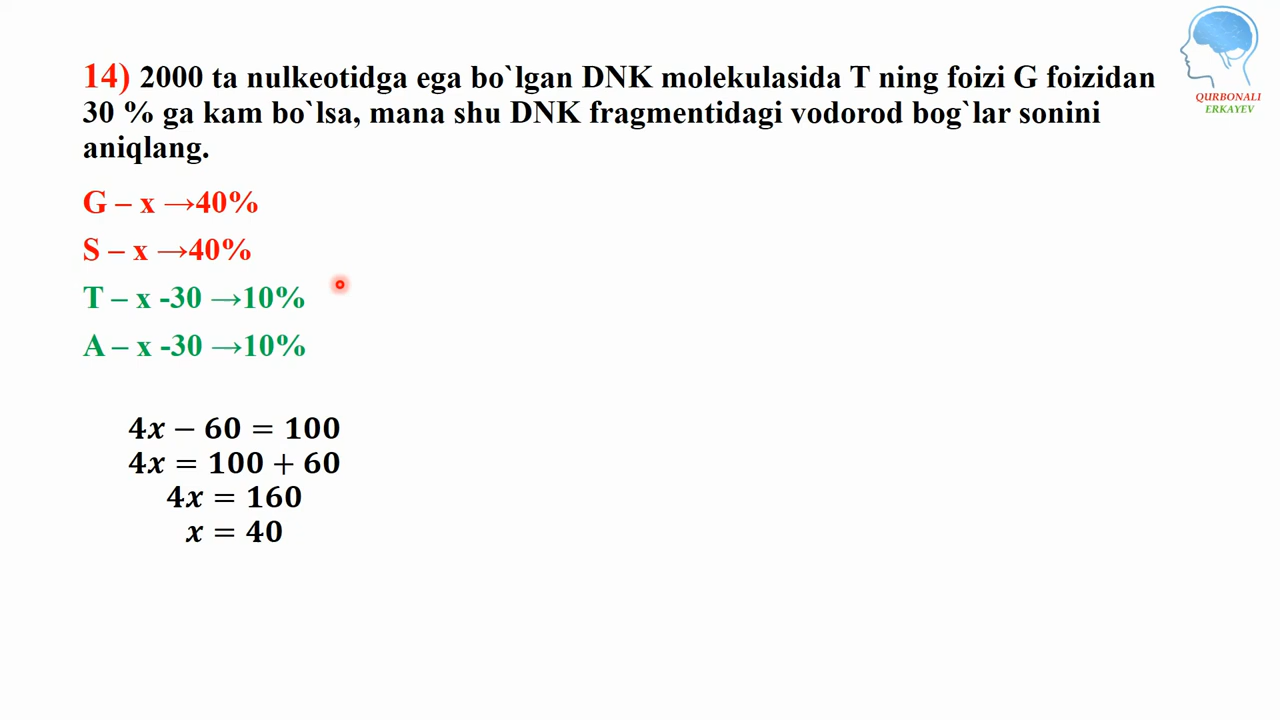 14) 2000 ta nulkeotidga ega bo`lgan DNK molekulasida T ning foizi G foizidan
30 % ga kam bo`lsa, mana shu DNK fragmentidagi vodorod bog`lar sonini
aniqlang.
G – x →40%
S – x →40%
T – x -30 →10%
A – x -30 →10%
4x − 60 = 100
4x = 100 + 60
4x = 160
x = 40
QURBONALI
ERKAYEV